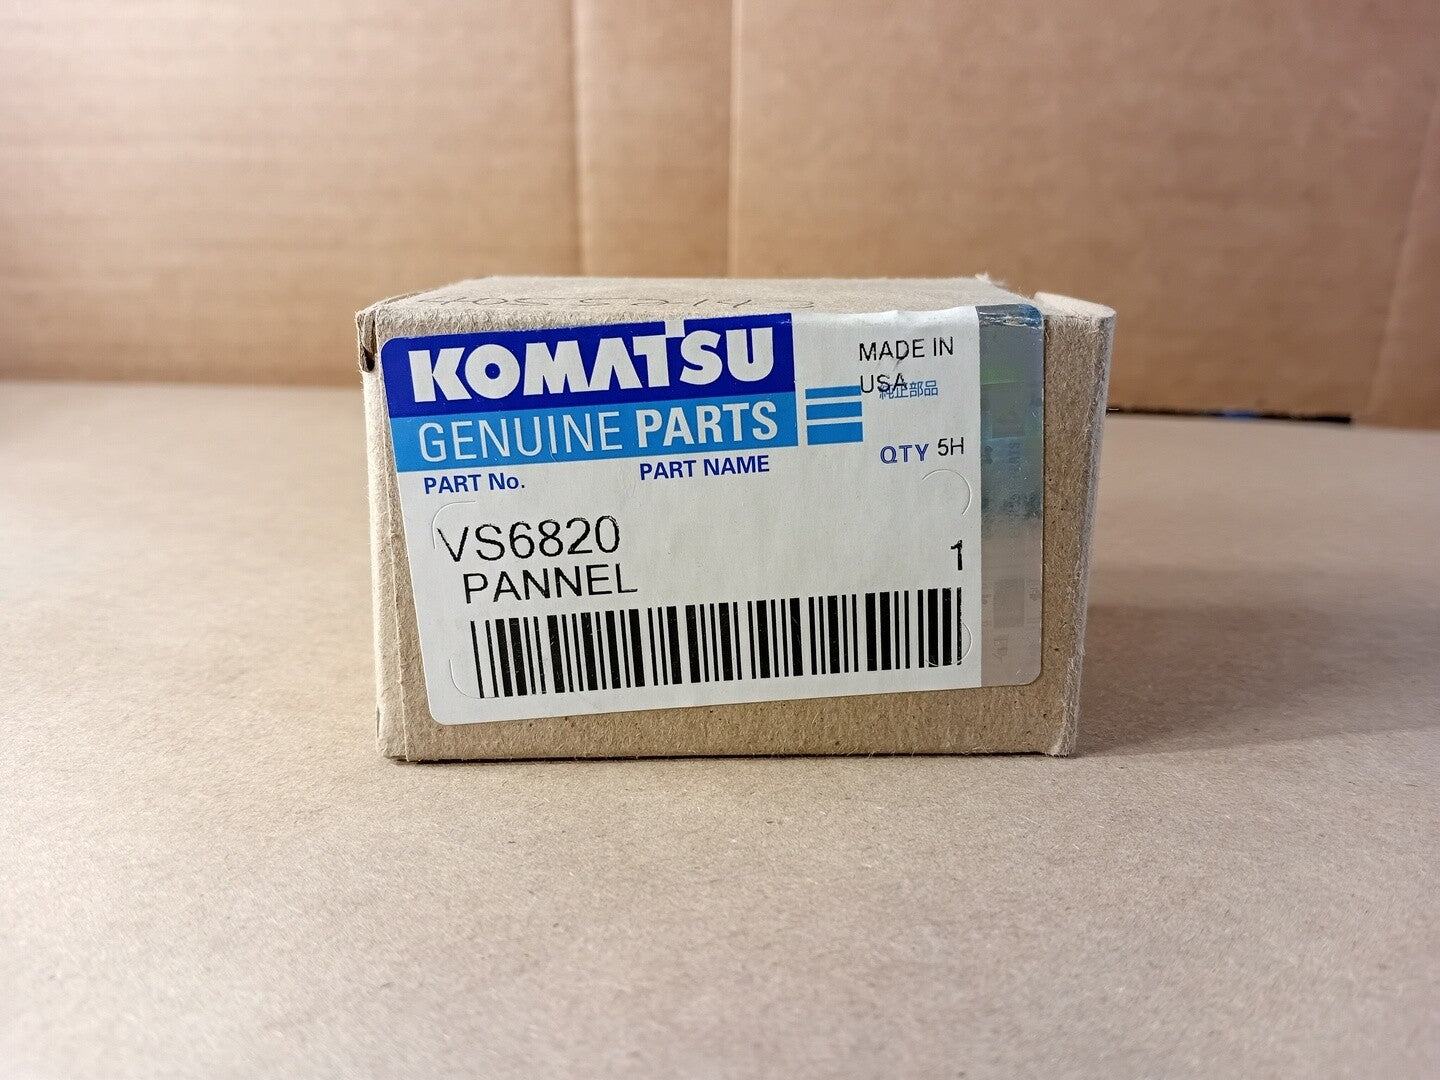 KOMATSU
GENUINE PARTS
MADE IN
USA
純正部品
PART No.
PART NAME
QTY 5H
VS6820
PANNEL
1